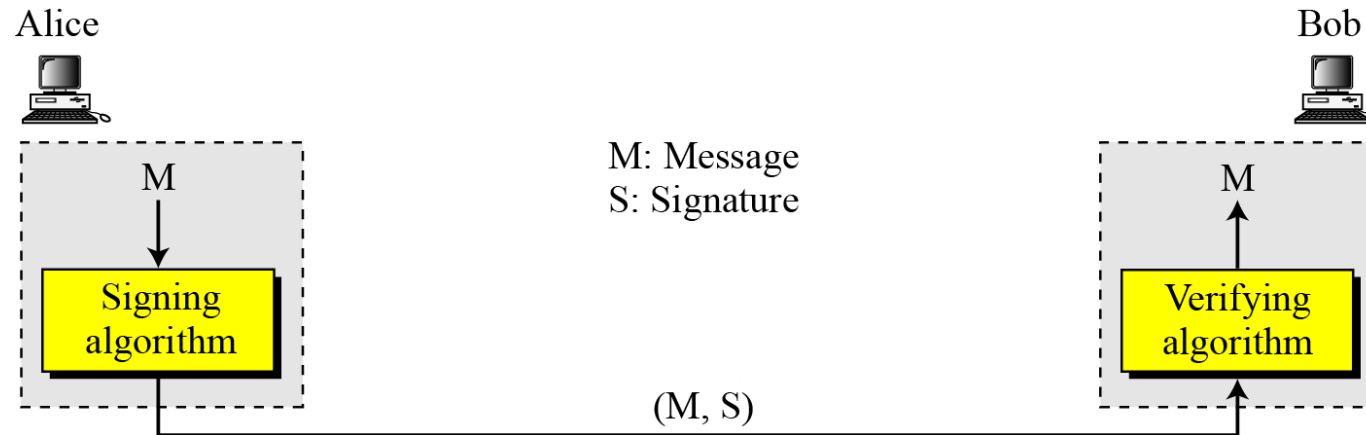 Alice
Bob
M: Message
S: Signature
M
M
Signing
algorithm
Verifying
algorithm
(M, S)